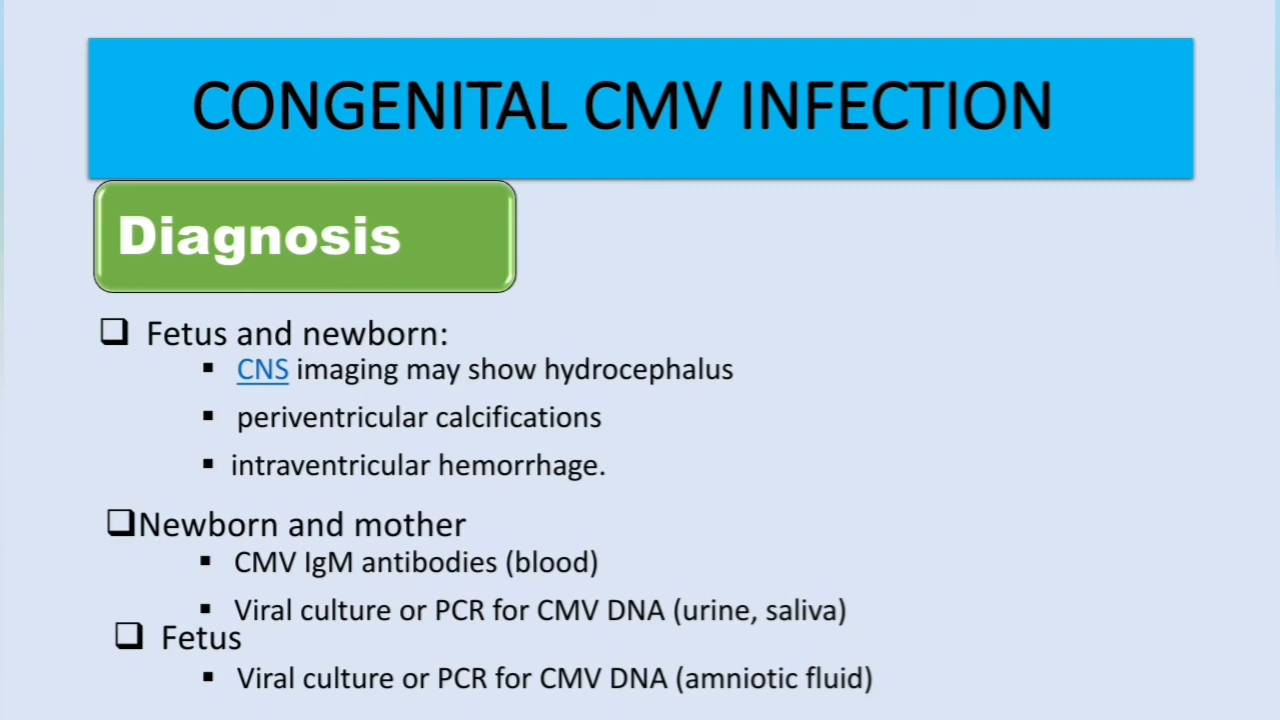 CONGENITAL CMV INFECTION
Diagnosis
Fetus and newborn:
CNS imaging may show hydrocephalus
periventricular calcifications
intraventricular hemorrhage.
Newborn and mother
CMV IgM antibodies (blood)
Viral culture or PCR for CMV DNA (urine, saliva)
Fetus
Viral culture or PCR for CMV DNA (amniotic fluid)